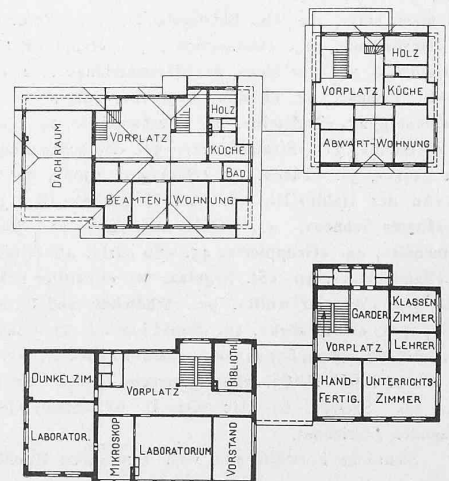 HOLZ
VORPLATZ
KÜCHE
ABWART-WOHNUNG
DACHRAUM
VORPLATZ
HOLZ
KÜCHE
BAD
BEAMTEN-WOHNUNG
GARDER.
KLASSEN
ZIMMER
VORPLATZ
LEHRER
HAND-
FERTIG.
UNTERRICHTS-
ZIMMER
DUNKELZIM.
VORPLATZ
BIBLIOTH.
LABORATOR.
MIKROSKOP
LABORATORIUM
VORSTAND